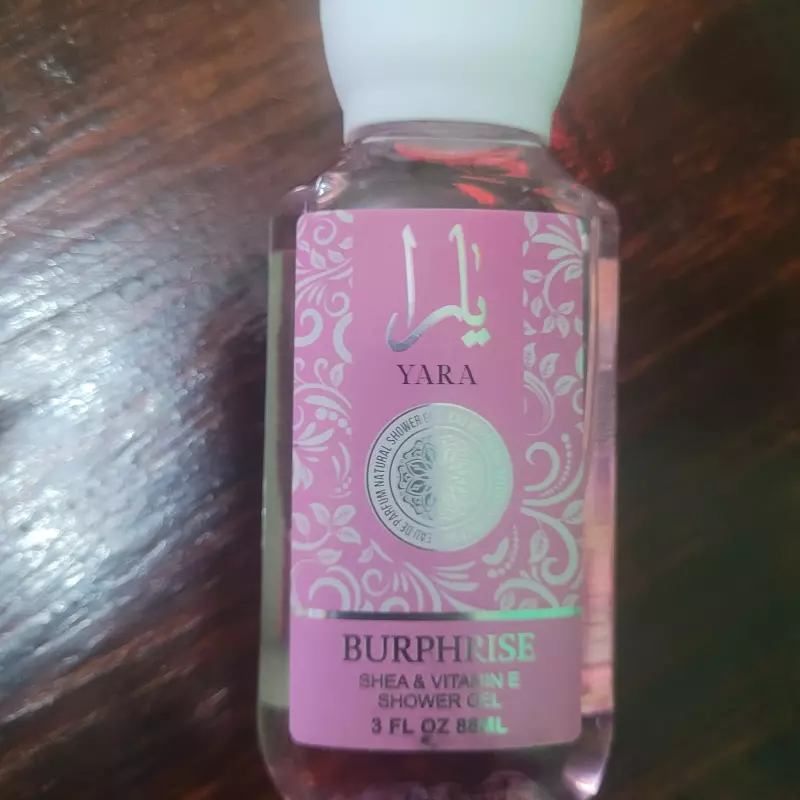 يارا
YARA
EAU DE PARFUM NATURAL SHOWER
BURPHRISE
SHEA & VITAMIN E
SHOWER GEL
3 FL OZ 88ML